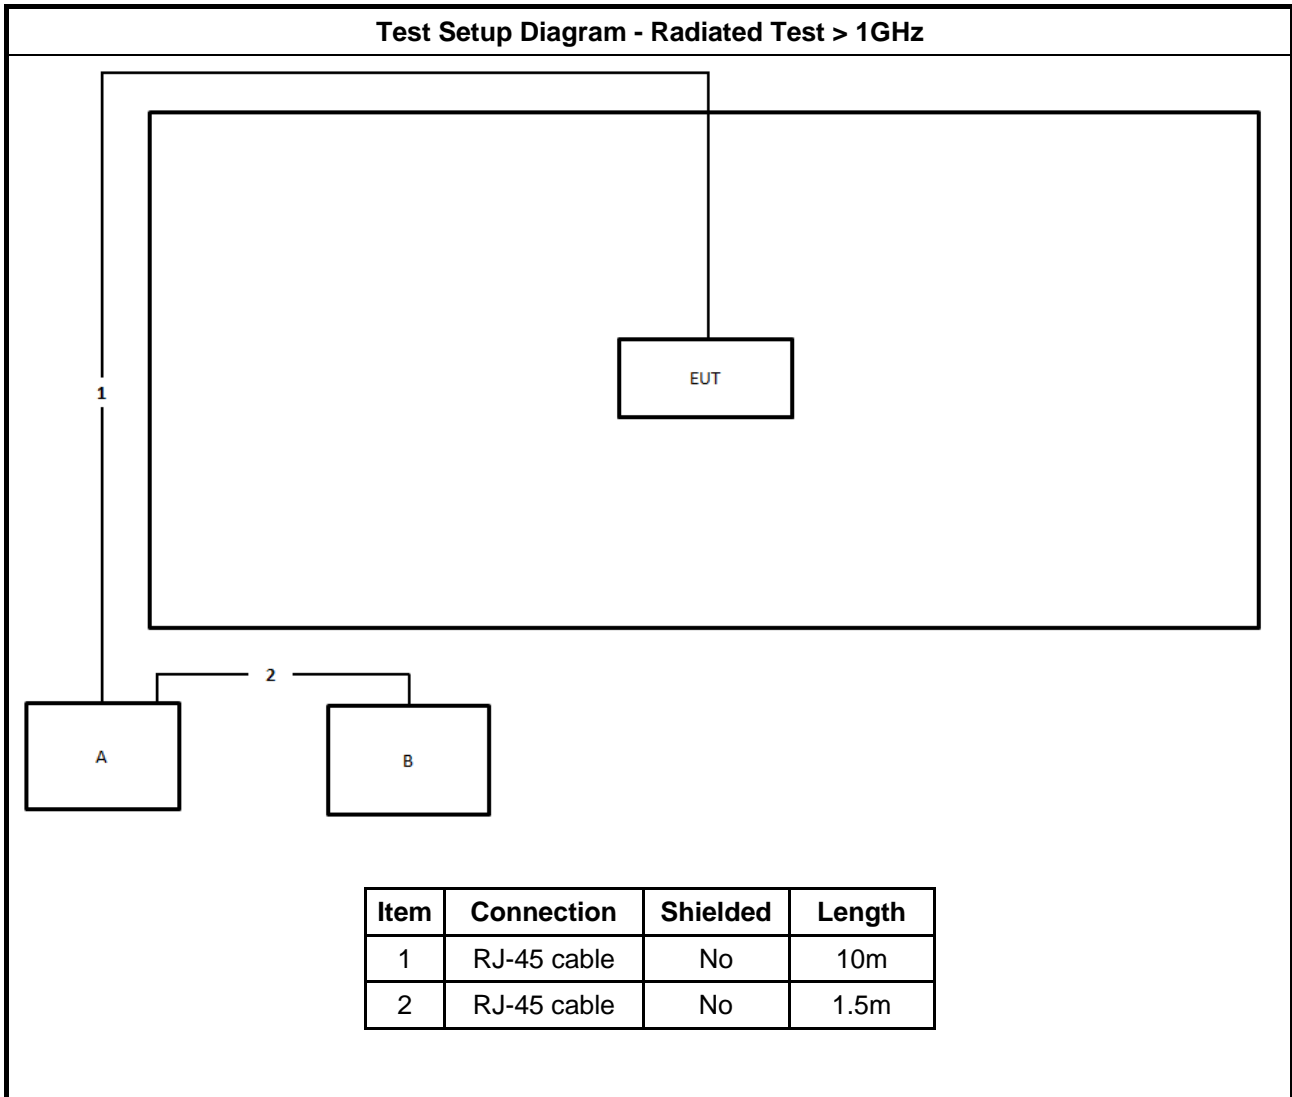 Test Setup Diagram - Radiated Test > 1GHz
EUT
1
2
A
B
Item Connection Shielded Length
1 RJ-45 cable No 10m
2 RJ-45 cable No 1.5m